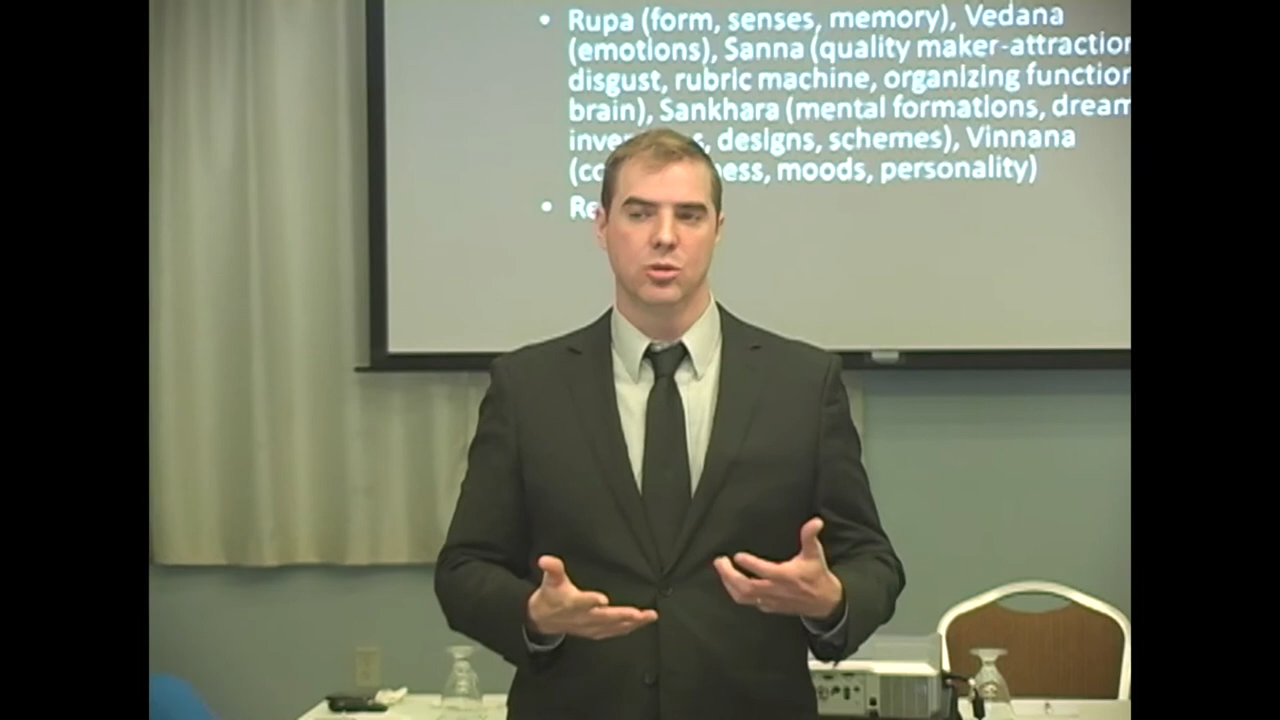 • Rupa (form, senses, memory), Vedana
(emotions), Sanna (quality maker-attraction
disgust, rubric machine, organizing function
brain), Sankhara (mental formations, dream
designs, schemes), Vinnana
moods, personality)
•